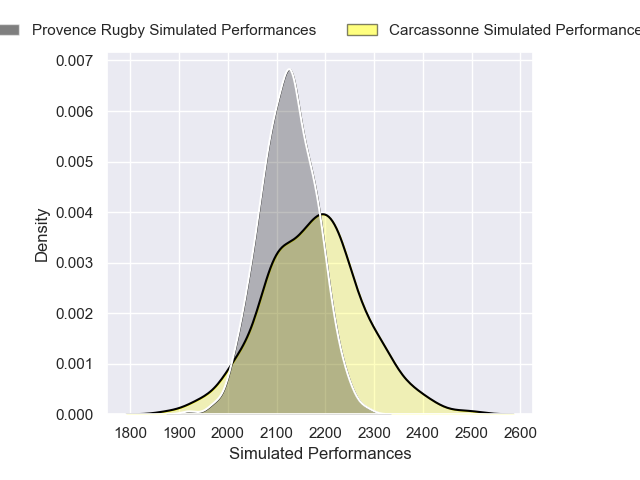 Provence Rugby Simulated Performances Carcassonne Simulated Performance
0.007
0.006
0.005
0.004
0.003
0.002
0.001
0.000
Density
1800 1900 2000 2100 2200 2300 2400 2500 2600
Simulated Performances